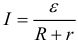 I = ε / (R + r)